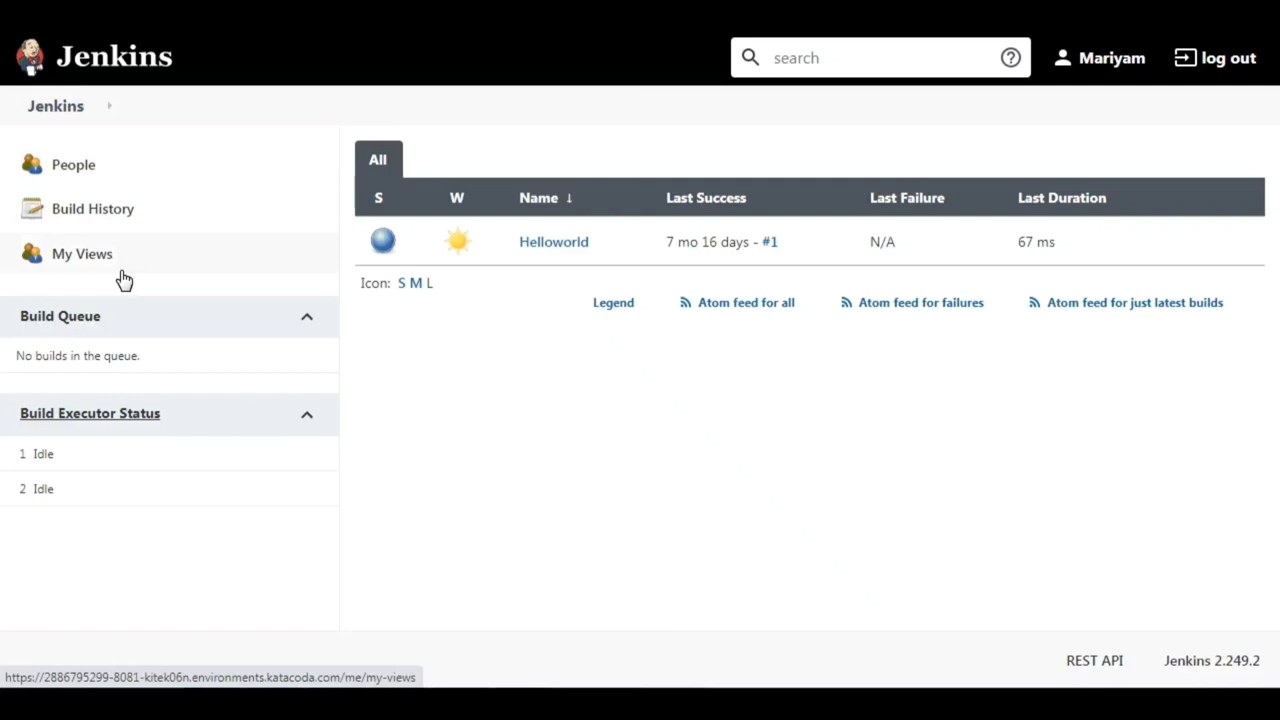 Jenkins
search
Mariyam
log out
Jenkins
People
Build History
My Views
Build Queue
No builds in the queue.
Build Executor Status
1 Idle
2 Idle
All
S W Name ↓ Last Success Last Failure Last Duration
Helloworld 7 mo 16 days - #1 N/A 67 ms
Icon: S M L
Legend Atom feed for all Atom feed for failures Atom feed for just latest builds
REST API Jenkins 2.249.2
https://2886795299-8081-kitek06n.environments.katacoda.com/me/my-views